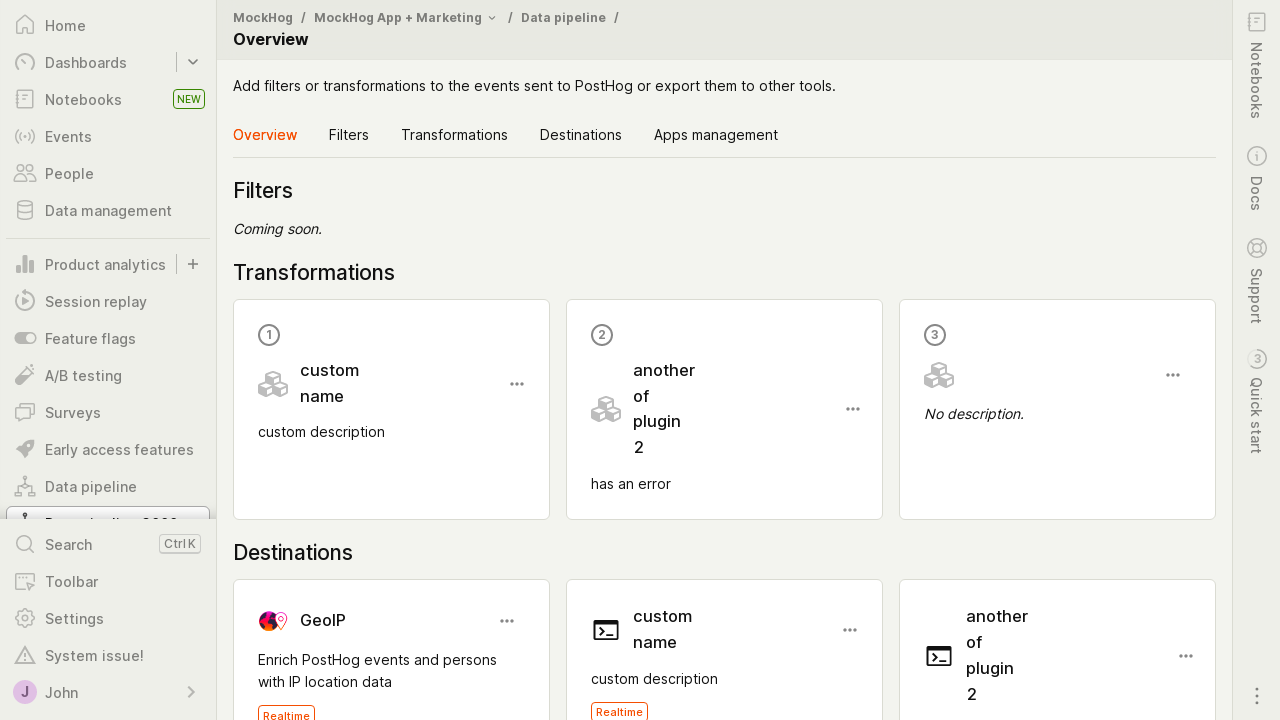 Home
Dashboards
Notebooks NEW
Events
People
Data management
Product analytics
Session replay
Feature flags
A/B testing
Surveys
Early access features
Data pipeline
Search Ctrl K
Toolbar
Settings
System issue!
J John
MockHog / MockHog App + Marketing / Data pipeline /
Overview
Add filters or transformations to the events sent to PostHog or export them to other tools.
Overview Filters Transformations Destinations Apps management
Filters
Coming soon.
Transformations
1
custom
name
custom description
2
another
of
plugin
2
has an error
3
No description.
Destinations
GeoIP
Enrich PostHog events and persons
with IP location data
Realtime
custom
name
custom description
Realtime
another
of
plugin
2
Notebooks
Docs
Support
3
Quick start